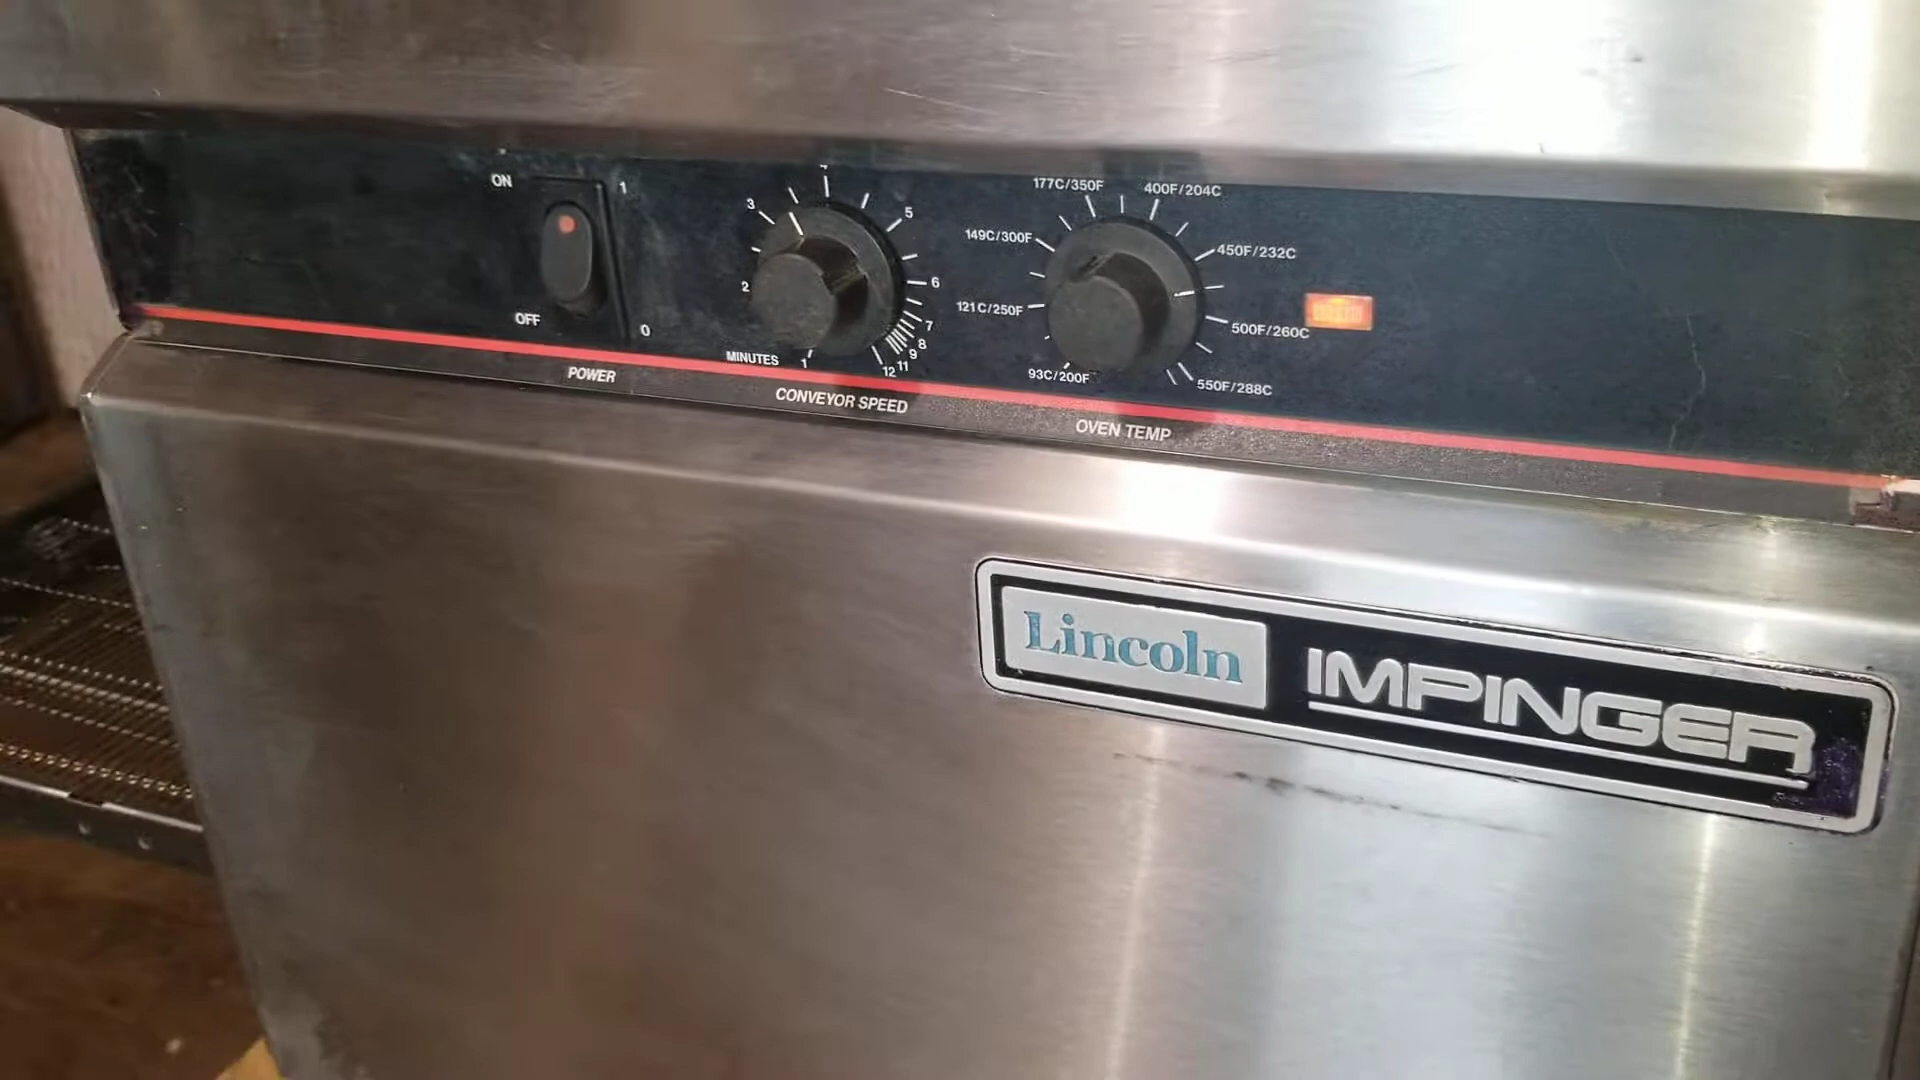 ON
1
OFF
0
POWER
MINUTES
1
2
3
5
6
7
8
9
11
12
CONVEYOR SPEED
93C/200F
121C/250F
149C/300F
177C/350F
400F/204C
450F/232C
500F/260C
550F/288C
OVEN TEMP
Lincoln IMPINGER